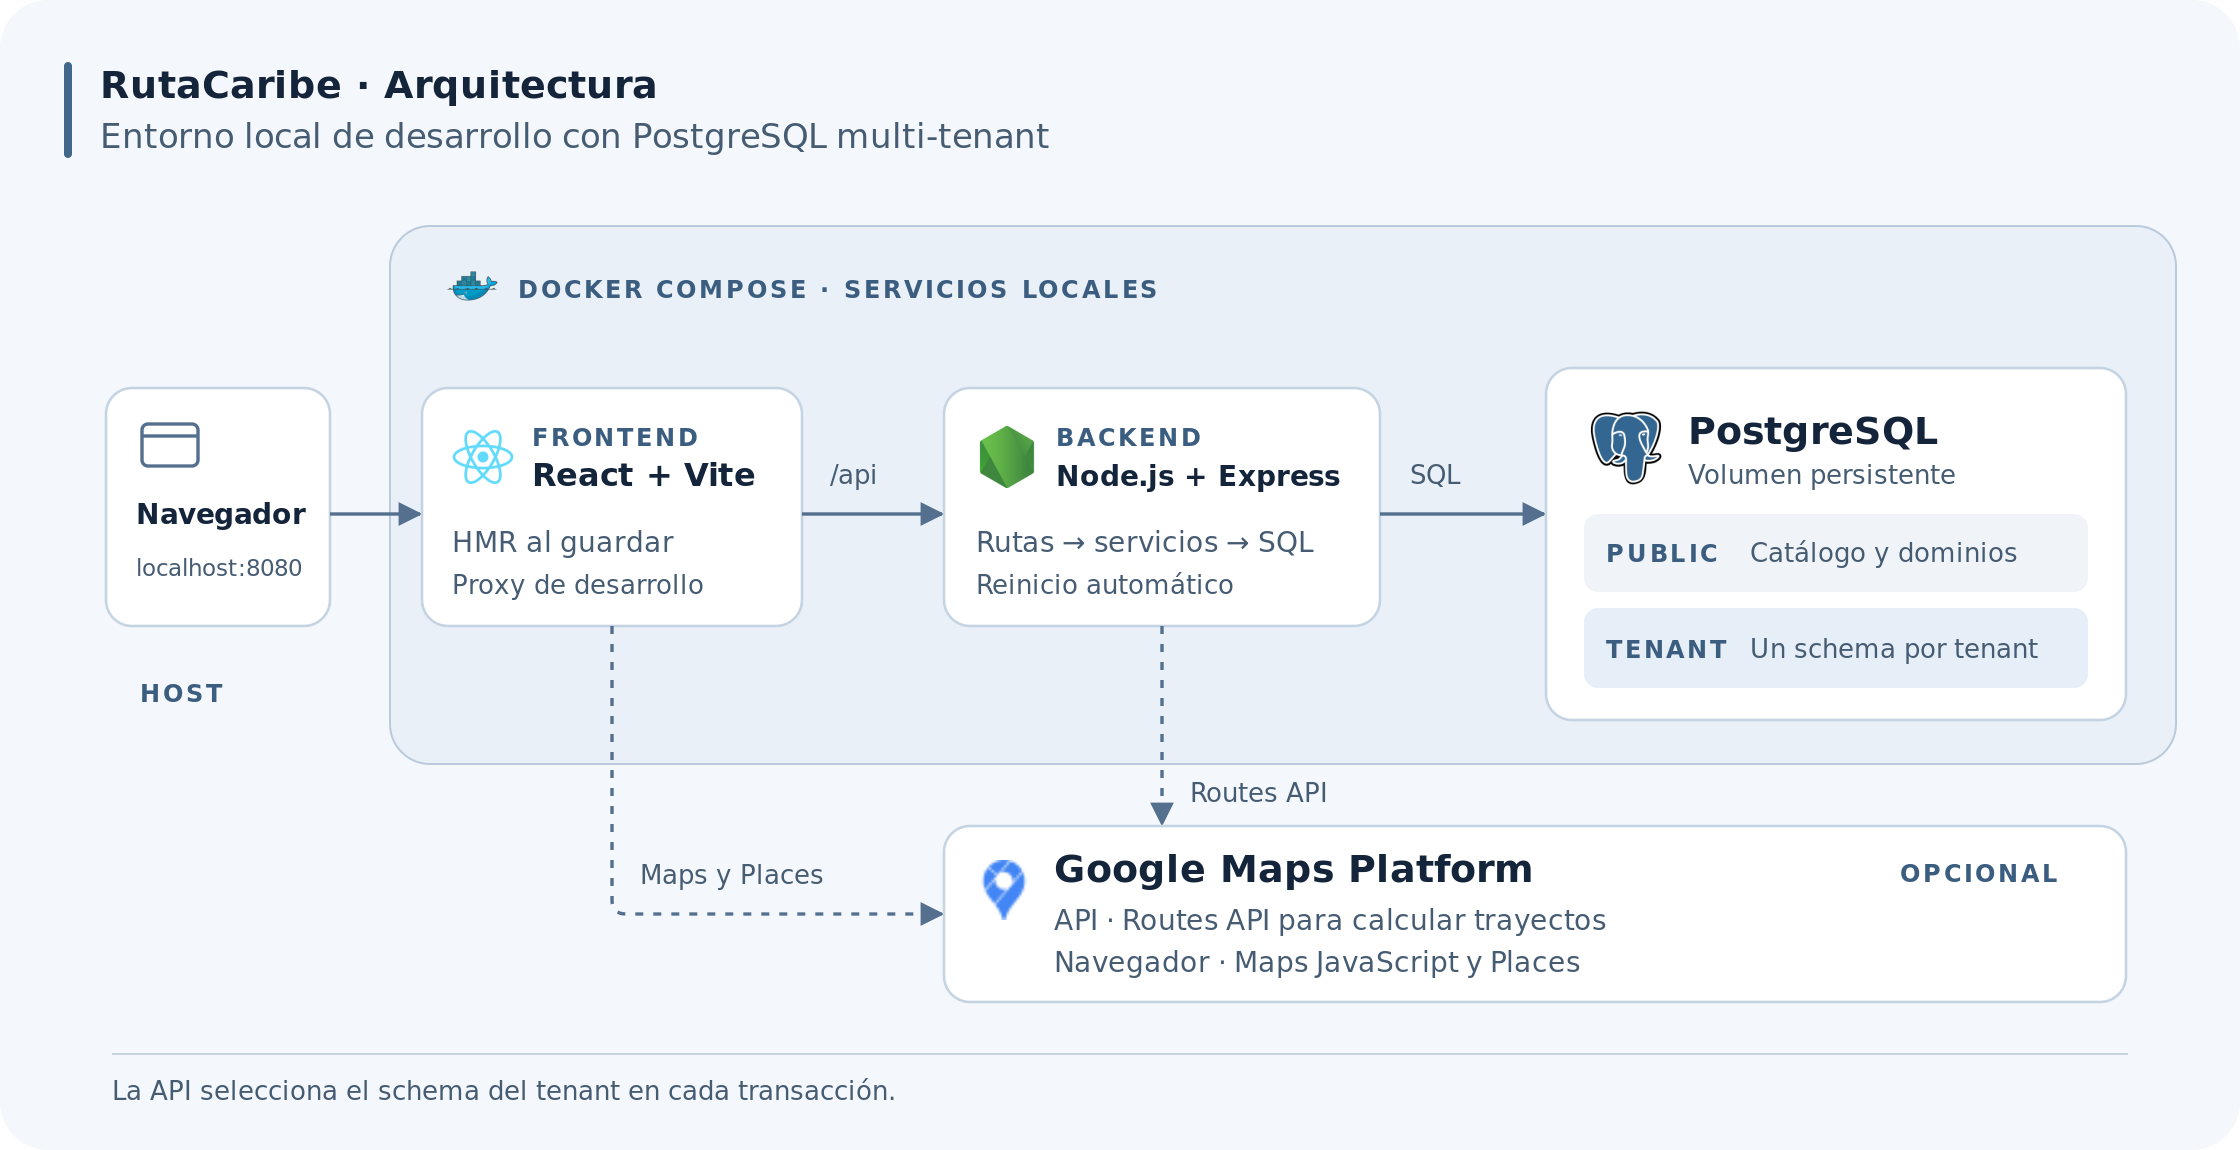 RutaCaribe · Arquitectura
Entorno local de desarrollo con PostgreSQL multi-tenant
DOCKER COMPOSE · SERVICIOS LOCALES
Navegador
localhost:8080
HOST
FRONTEND
React + Vite
HMR al guardar
Proxy de desarrollo
/api
BACKEND
Node.js + Express
Rutas → servicios → SQL
Reinicio automático
SQL
PostgreSQL
Volumen persistente
PUBLIC Catálogo y dominios
TENANT Un schema por tenant
Routes API
Maps y Places
Google Maps Platform
OPCIONAL
API · Routes API para calcular trayectos
Navegador · Maps JavaScript y Places
La API selecciona el schema del tenant en cada transacción.